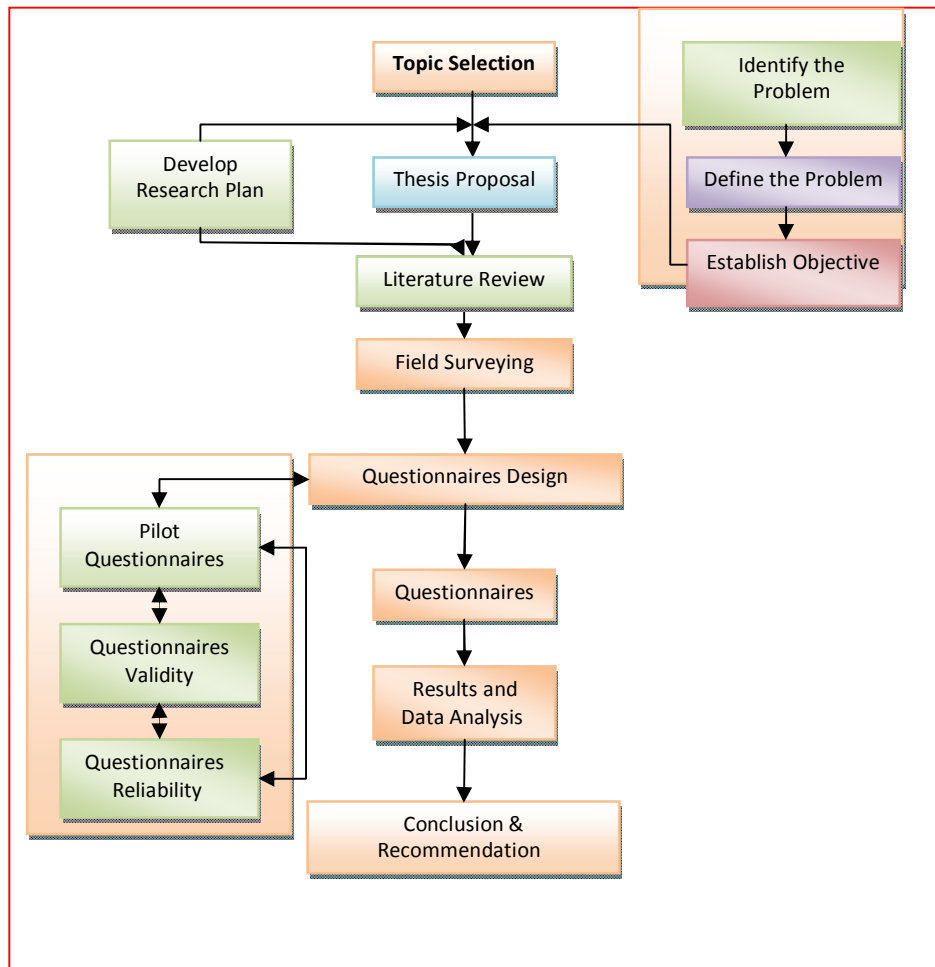 Topic Selection
Identify the
Problem
Develop
Research Plan
Thesis Proposal
Define the Problem
Literature Review
Establish Objective
Field Surveying
Questionnaires Design
Pilot
Questionnaires
Questionnaires
Questionnaires
Validity
Results and
Data Analysis
Questionnaires
Reliability
Conclusion &
Recommendation